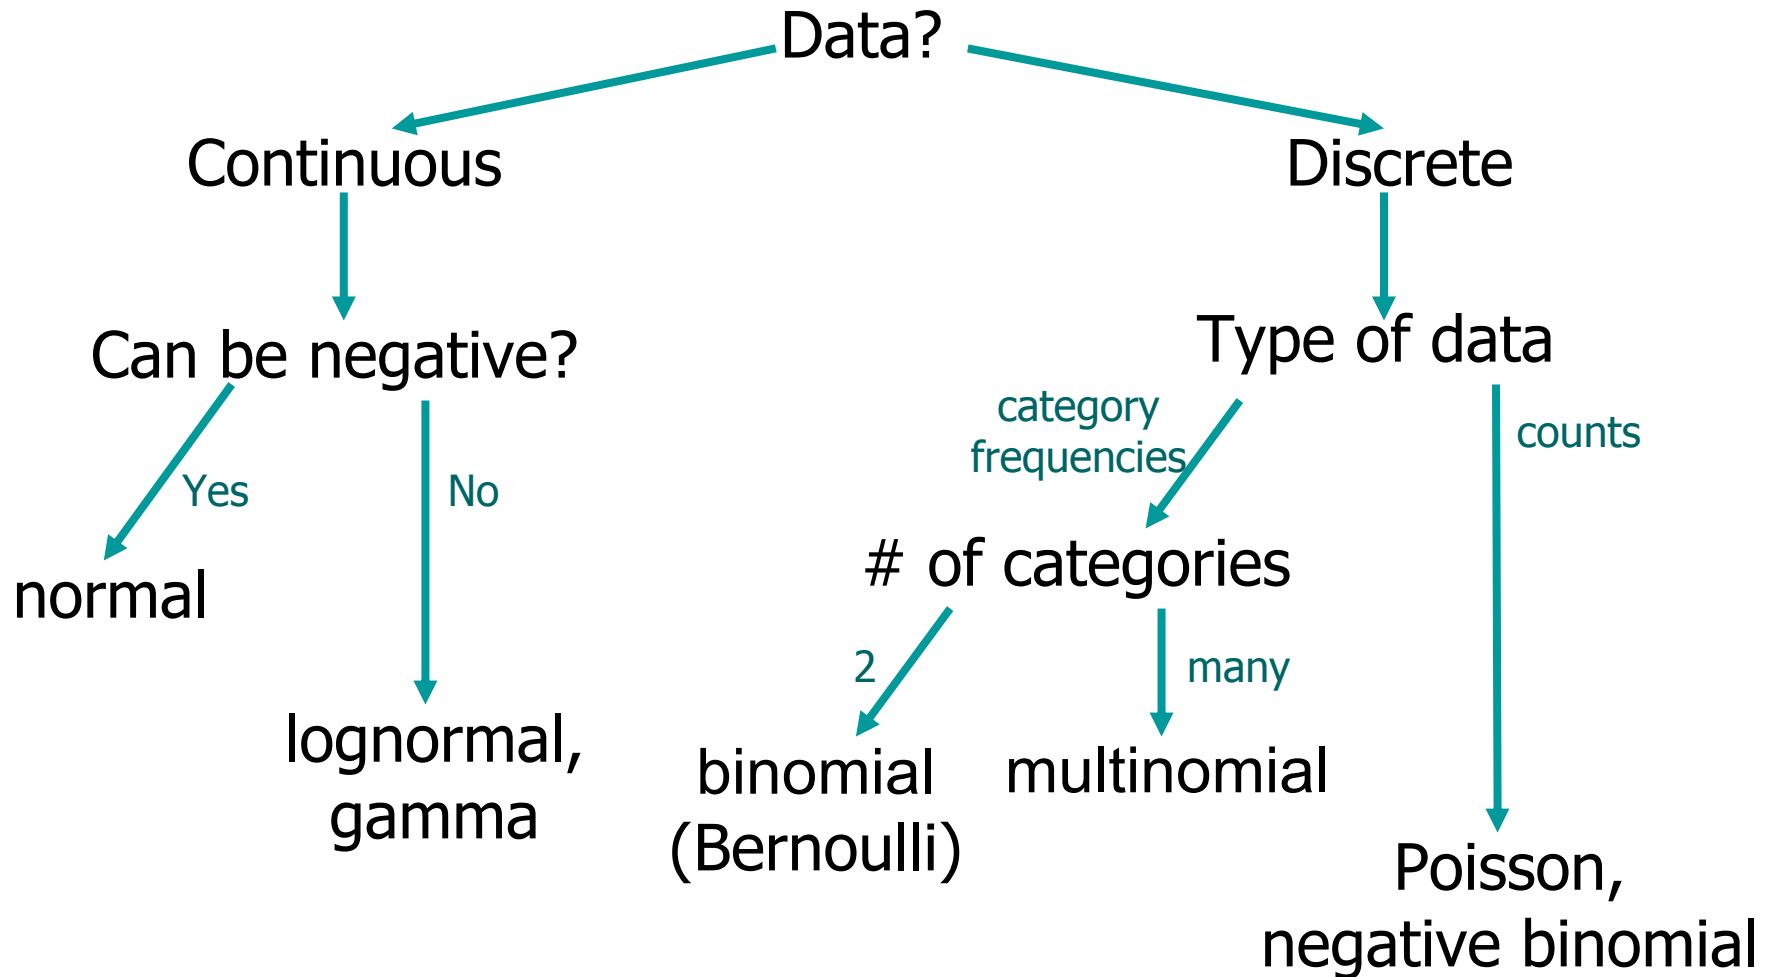 Data?
Continuous
Discrete
Can be negative?
Type of data
category
frequencies
counts
Yes
No
# of categories
normal
2
many
lognormal,
gamma
binomial
(Bernoulli)
multinomial
Poisson,
negative binomial